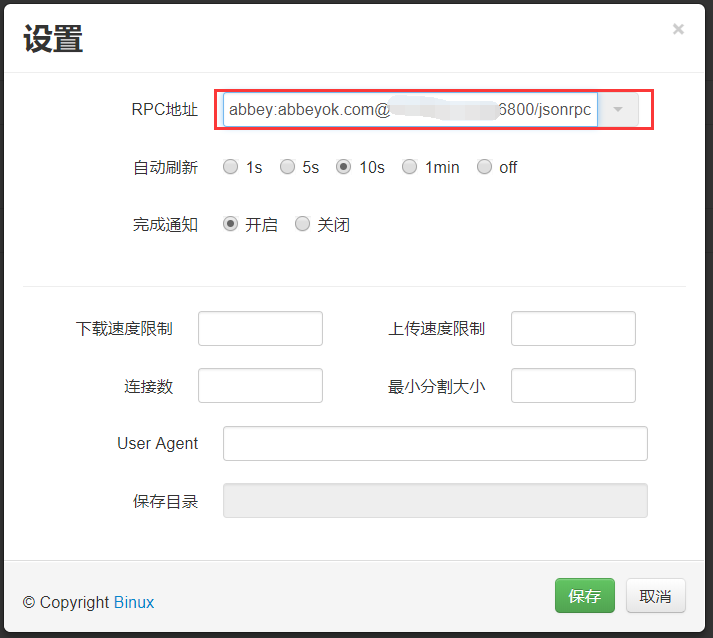 设置
×
RPC地址 abbey:abbeyok.com@ 6800/jsonrpc
自动刷新 1s 5s 10s 1min off
完成通知 开启 关闭
下载速度限制 上传速度限制
连接数 最小分割大小
User Agent
保存目录
© Copyright Binux 保存 取消